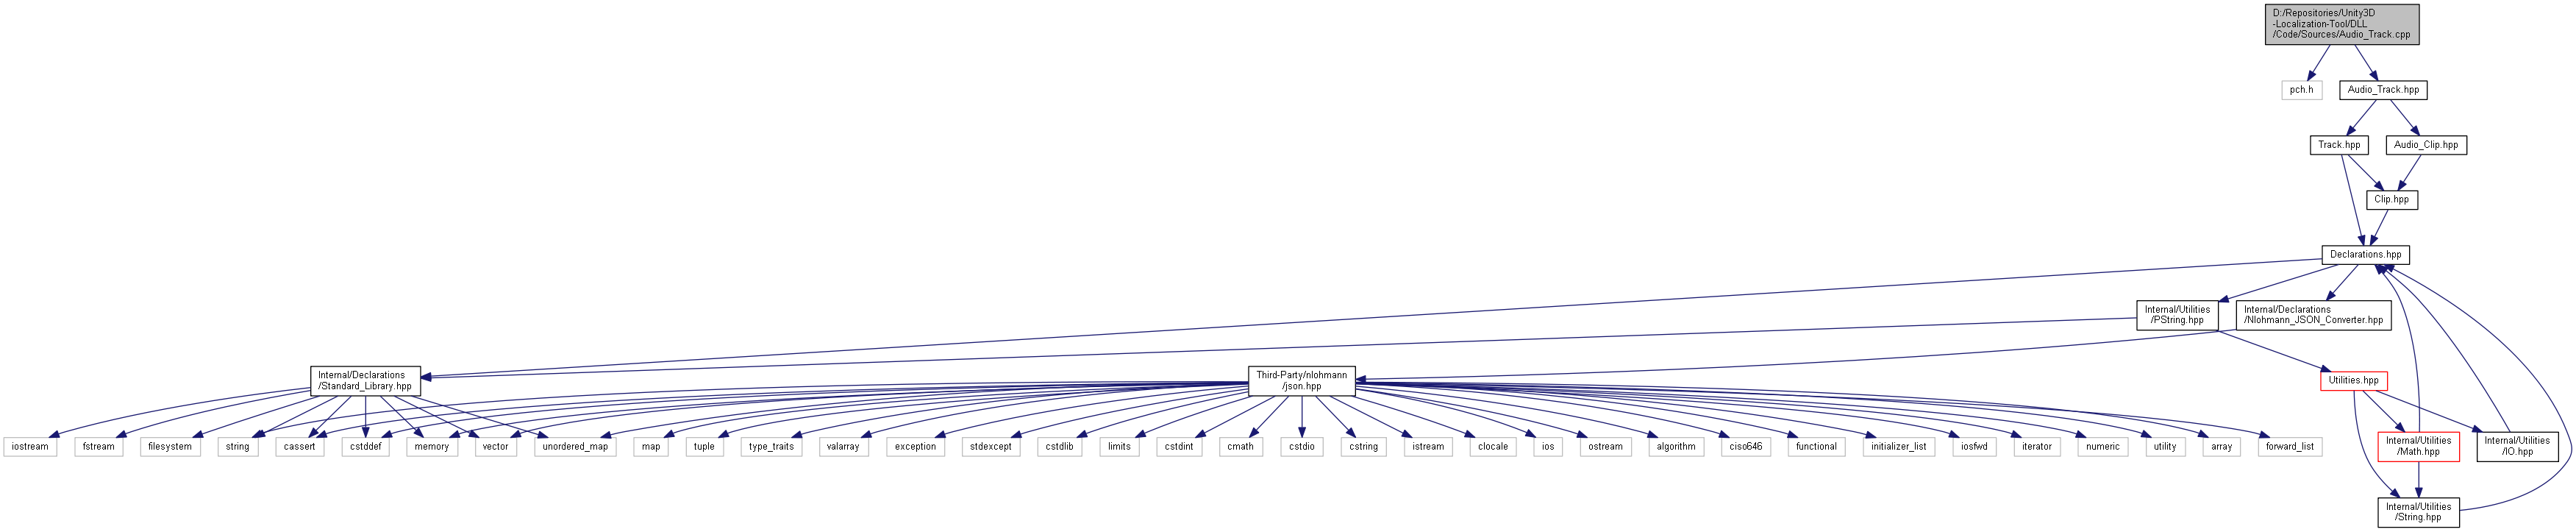 D:/Repositories/Unity3D
-Localization-Tool/DLL
/Code/Sources/Audio_Track.cpp
pch.h
Audio_Track.hpp
Track.hpp
Audio_Clip.hpp
Clip.hpp
Declarations.hpp
Internal/Utilities
/PString.hpp
Internal/Declarations
/Nlohmann_JSON_Converter.hpp
Internal/Declarations
/Standard_Library.hpp
Third-Party/nlohmann
/json.hpp
Utilities.hpp
iostream
fstream
filesystem
string
cassert
cstddef
memory
vector
unordered_map
map
tuple
type_traits
valarray
exception
stdexcept
cstdlib
limits
cstdint
cmath
cstdio
cstring
istream
clocale
ios
ostream
algorithm
ciso646
functional
initializer_list
iosfwd
iterator
numeric
utility
array
forward_list
Internal/Utilities
/Math.hpp
Internal/Utilities
/IO.hpp
Internal/Utilities
/String.hpp